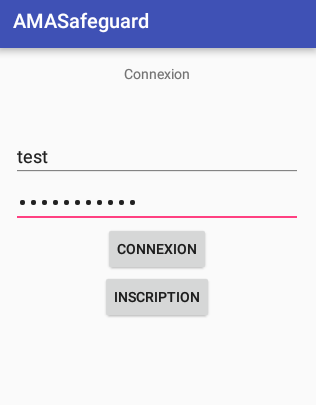 AMASafeguard
Connexion
test
•••••••••••
CONNEXION
INSCRIPTION